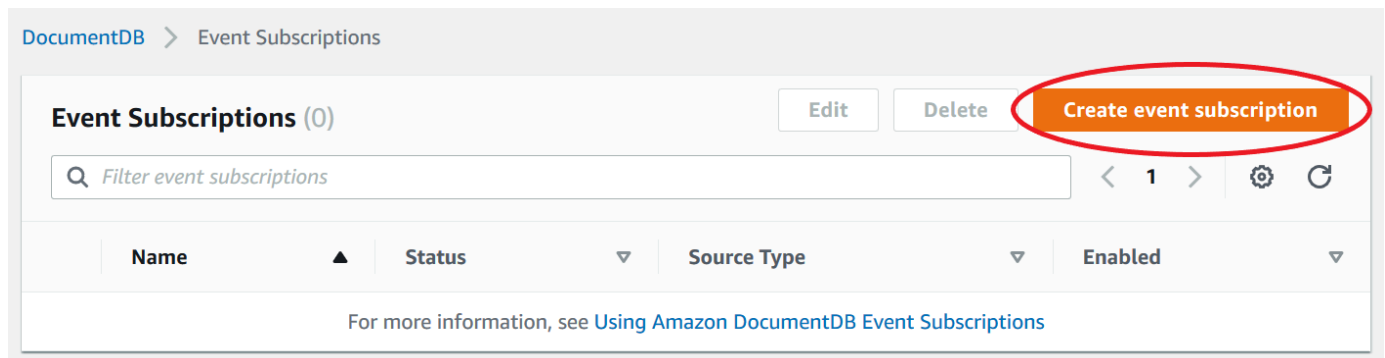 DocumentDB > Event Subscriptions
Event Subscriptions (0)
Edit
Delete
Create event subscription
Filter event subscriptions
1
Name
Status
Source Type
Enabled
For more information, see Using Amazon DocumentDB Event Subscriptions